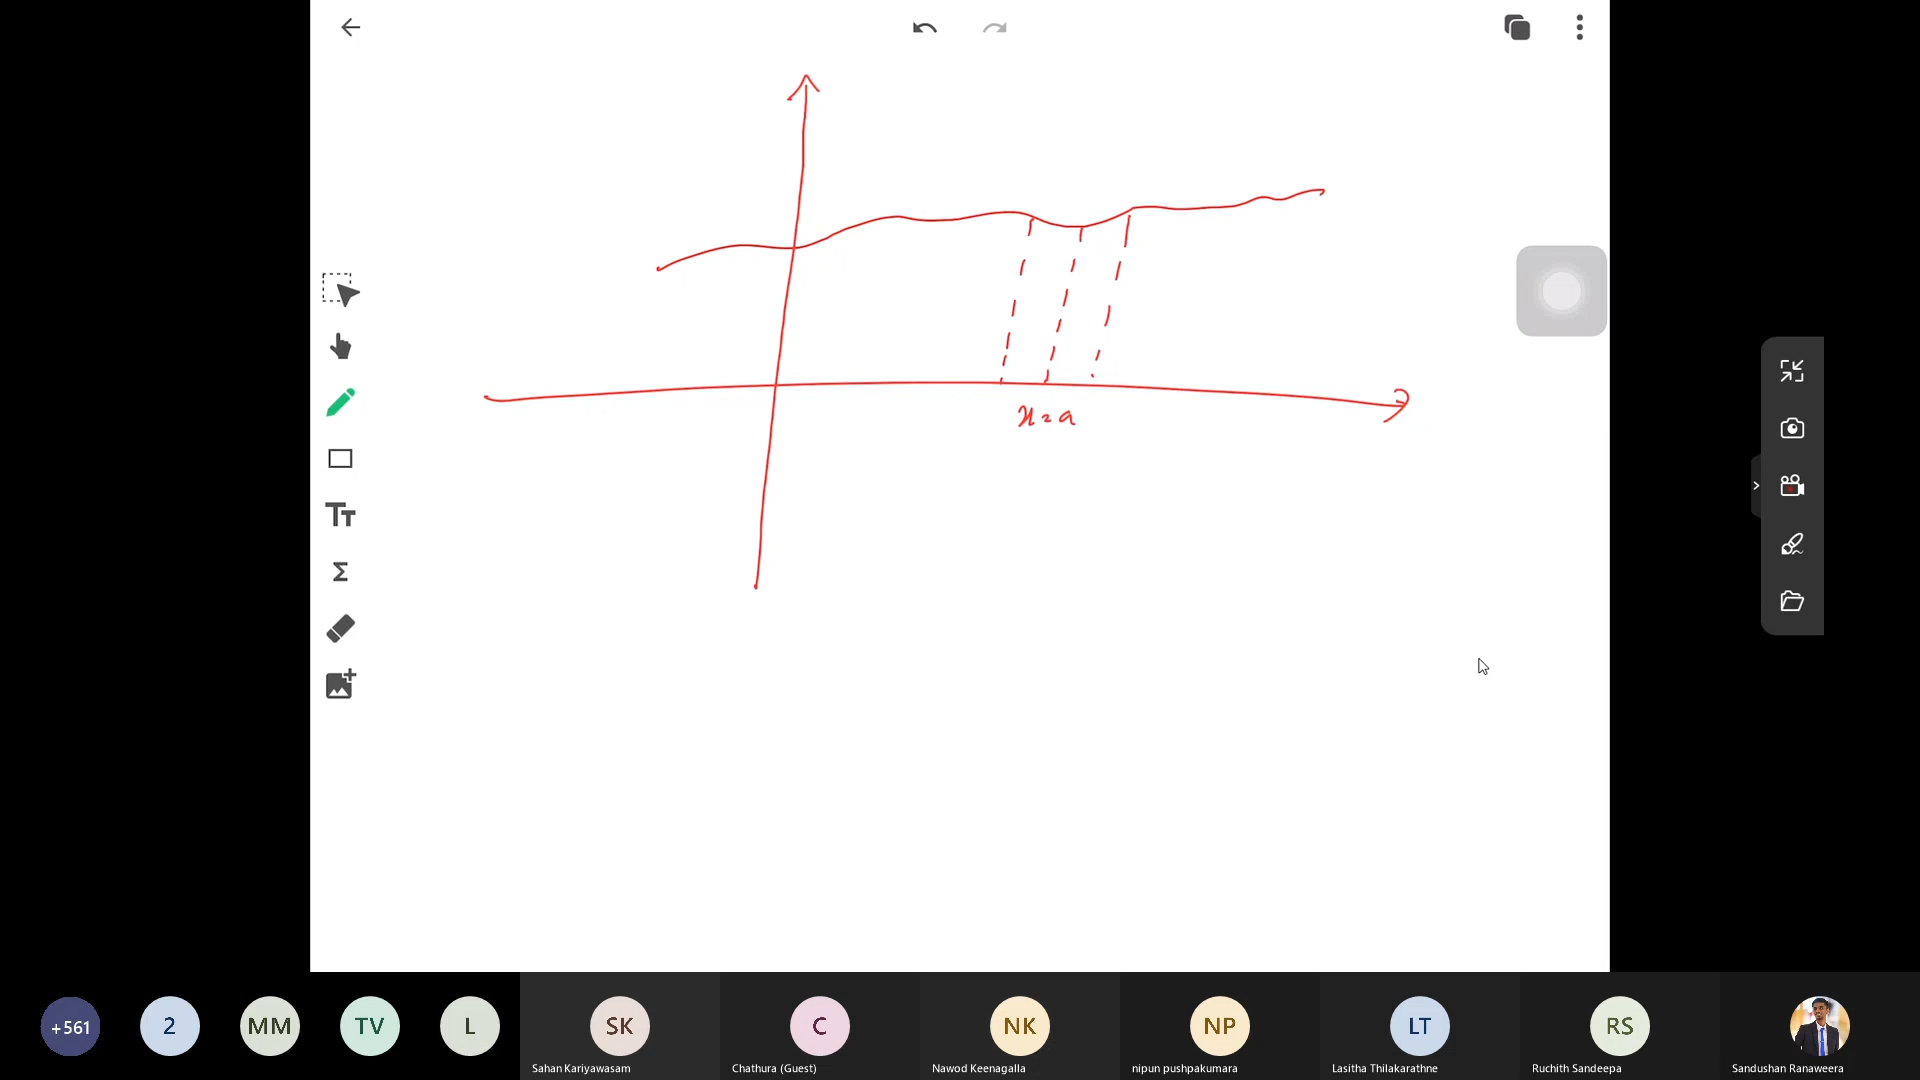 x = a
TT
Σ
+561
2
MM
TV
L
SK
C
NK
NP
LT
RS
Sahan Kariyawasam
Chathura (Guest)
Nawod Keenagalla
nipun pushpakumara
Lasitha Thilakarathne
Ruchith Sandeepa
Sandushan Ranaweera